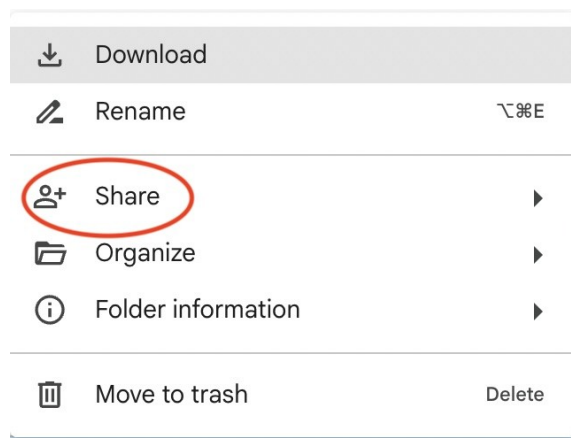 Download
Rename ⌥⌘E
Share
Organize
Folder information
Move to trash Delete